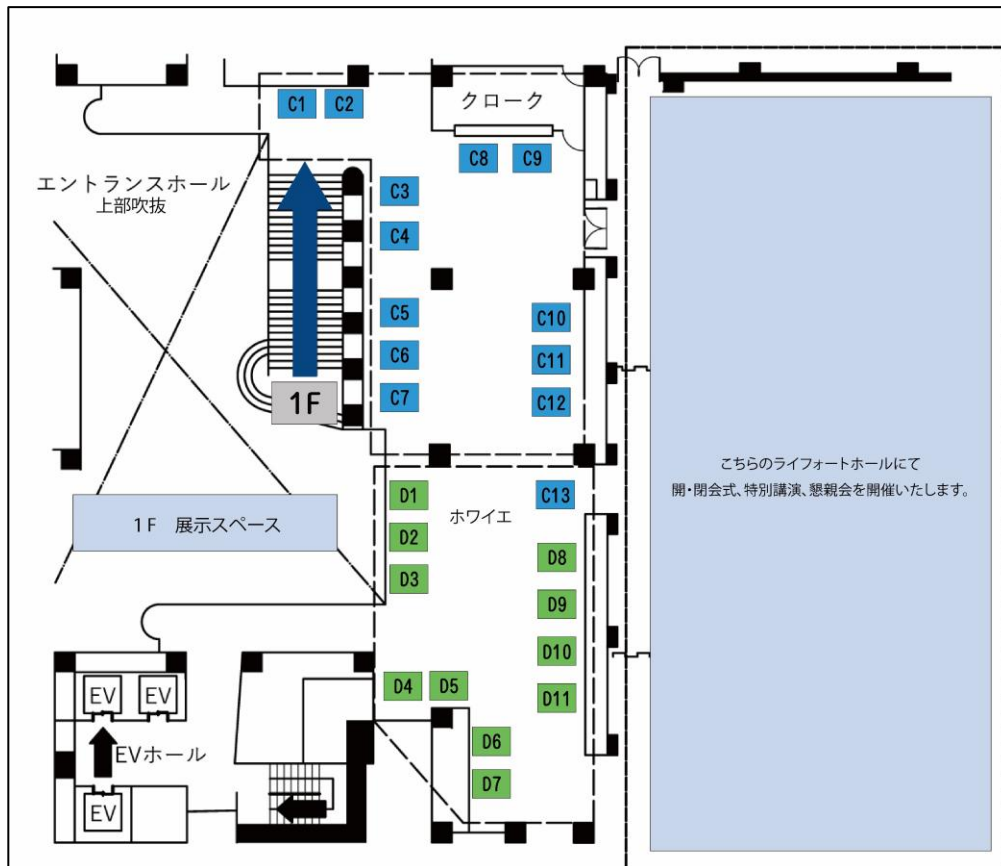 C1
C2
クローク
C8
C9
エントランスホール
上部吹抜
C3
C4
C5
C6
C7
C10
C11
C12
1F
こちらのライフォートホールにて
開・閉会式、特別講演、懇親会を開催いたします。
1F 展示スペース
D1
D2
D3
ホワイエ
C13
D8
D9
D10
D11
D4
D5
D6
D7
EV
EV
EVホール
EV